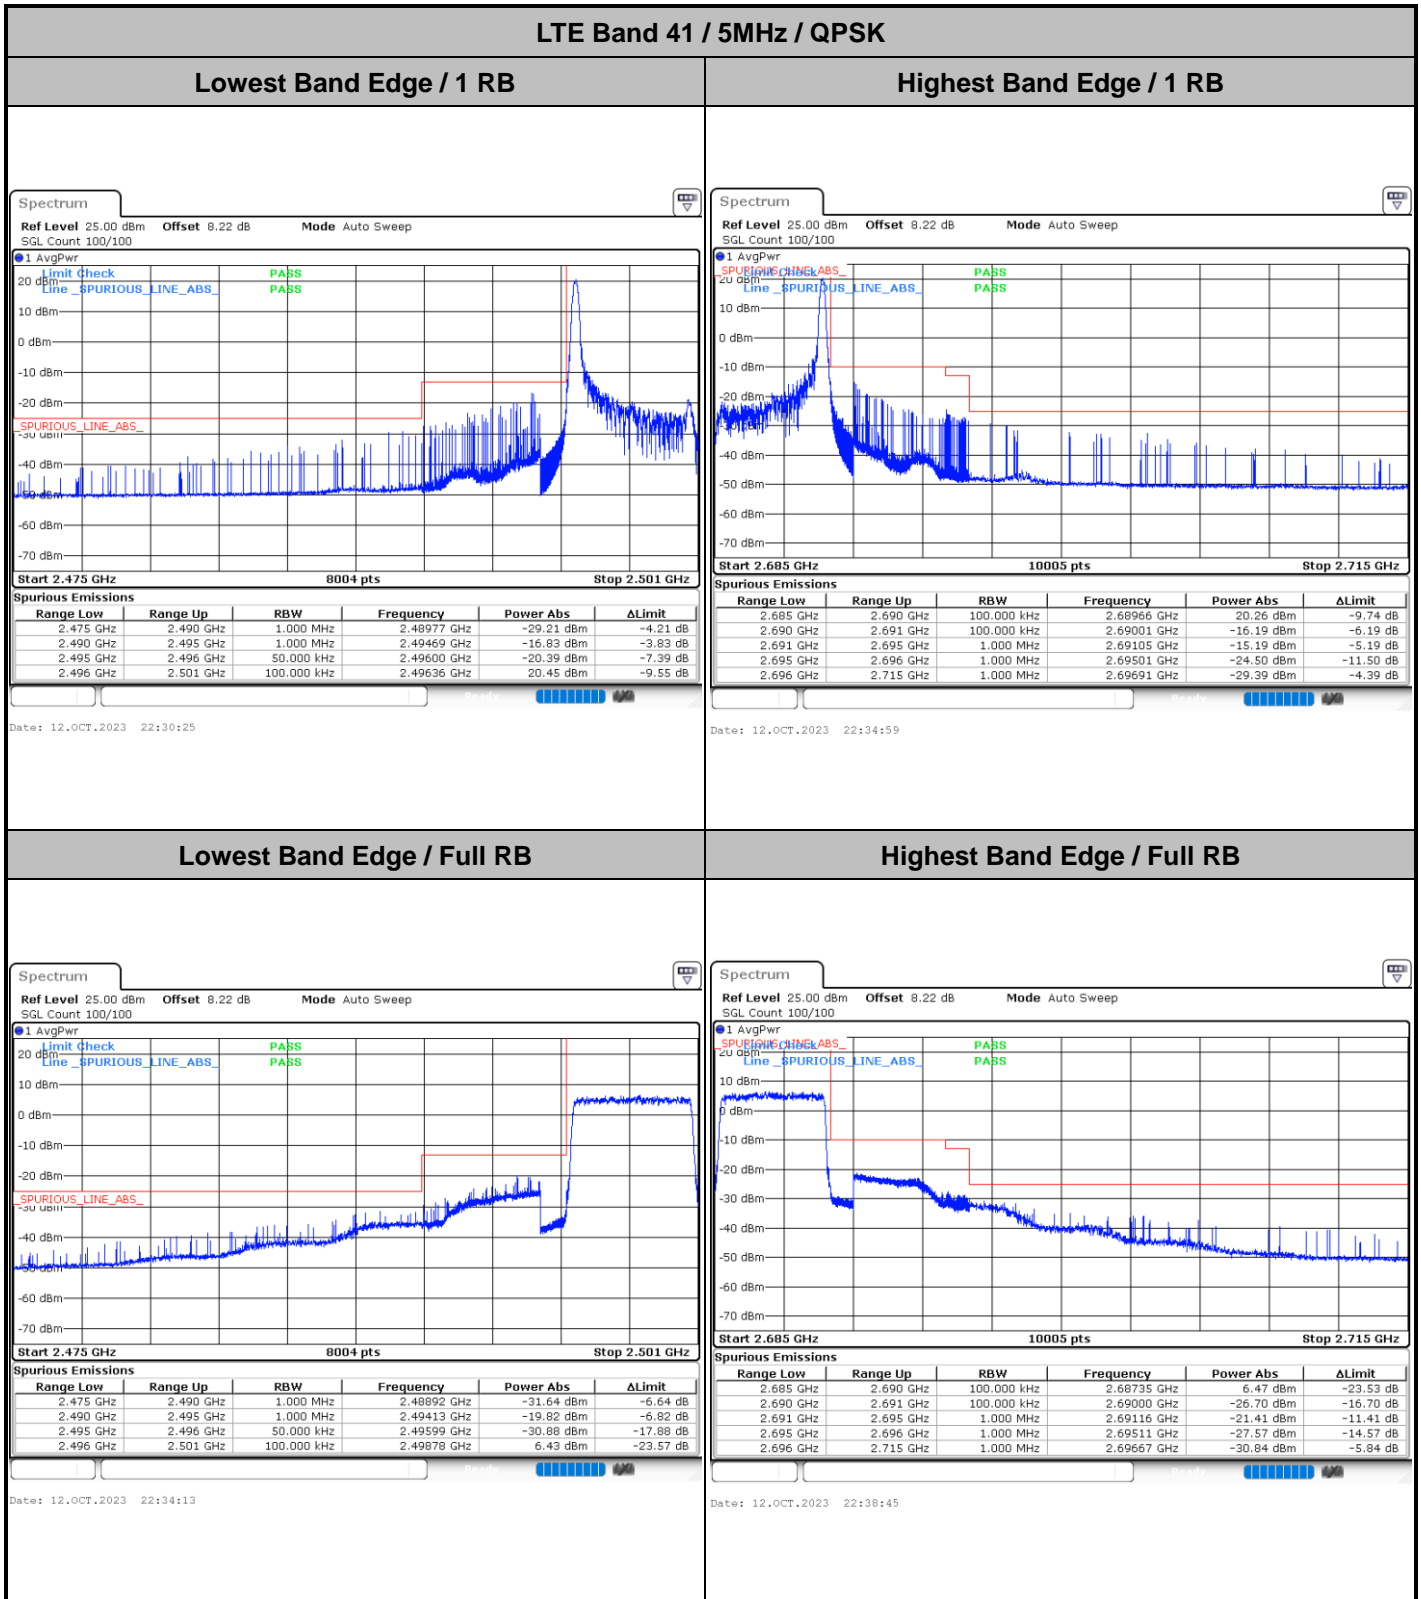 LTE Band 41 / 5MHz / QPSK
Lowest Band Edge / 1 RB
Highest Band Edge / 1 RB
Spectrum
Ref Level 25.00 dBm Offset 8.22 dB Mode Auto Sweep
SGL Count 100/100
1 AvgPwr
Limit Check PASS
20 dBm
Line _SPURIOUS_LINE_ABS_ PASS
10 dBm
0 dBm
-10 dBm
-20 dBm
_SPURIOUS_LINE_ABS_
-30 dBm
-40 dBm
-50 dBm
-60 dBm
-70 dBm
Start 2.475 GHz 8004 pts Stop 2.501 GHz
Spurious Emissions
Range Low Range Up RBW Frequency Power Abs ΔLimit
2.475 GHz 2.490 GHz 1.000 MHz 2.48977 GHz -29.21 dBm -4.21 dB
2.490 GHz 2.495 GHz 1.000 MHz 2.49469 GHz -16.83 dBm -3.83 dB
2.495 GHz 2.496 GHz 50.000 kHz 2.49600 GHz -20.39 dBm -7.39 dB
2.496 GHz 2.501 GHz 100.000 kHz 2.49636 GHz 20.45 dBm -9.55 dB
Ready
Date: 12.OCT.2023 22:30:25
Spectrum
Ref Level 25.00 dBm Offset 8.22 dB Mode Auto Sweep
SGL Count 100/100
1 AvgPwr
_SPURIOUS_LINE_ABS_
Limit Check PASS
20 dBm
Line _SPURIOUS_LINE_ABS_ PASS
10 dBm
0 dBm
-10 dBm
-20 dBm
-30 dBm
-40 dBm
-50 dBm
-60 dBm
-70 dBm
Start 2.685 GHz 10005 pts Stop 2.715 GHz
Spurious Emissions
Range Low Range Up RBW Frequency Power Abs ΔLimit
2.685 GHz 2.690 GHz 100.000 kHz 2.68966 GHz 20.26 dBm -9.74 dB
2.690 GHz 2.691 GHz 100.000 kHz 2.69001 GHz -16.19 dBm -6.19 dB
2.691 GHz 2.695 GHz 1.000 MHz 2.69105 GHz -15.19 dBm -5.19 dB
2.695 GHz 2.696 GHz 1.000 MHz 2.69501 GHz -24.50 dBm -11.50 dB
2.696 GHz 2.715 GHz 1.000 MHz 2.69691 GHz -29.39 dBm -4.39 dB
Ready
Date: 12.OCT.2023 22:34:59
Lowest Band Edge / Full RB
Highest Band Edge / Full RB
Spectrum
Ref Level 25.00 dBm Offset 8.22 dB Mode Auto Sweep
SGL Count 100/100
1 AvgPwr
Limit Check PASS
20 dBm
Line _SPURIOUS_LINE_ABS_ PASS
10 dBm
0 dBm
-10 dBm
-20 dBm
_SPURIOUS_LINE_ABS_
-30 dBm
-40 dBm
-50 dBm
-60 dBm
-70 dBm
Start 2.475 GHz 8004 pts Stop 2.501 GHz
Spurious Emissions
Range Low Range Up RBW Frequency Power Abs ΔLimit
2.475 GHz 2.490 GHz 1.000 MHz 2.48892 GHz -31.64 dBm -6.64 dB
2.490 GHz 2.495 GHz 1.000 MHz 2.49413 GHz -19.82 dBm -6.82 dB
2.495 GHz 2.496 GHz 50.000 kHz 2.49599 GHz -30.88 dBm -17.88 dB
2.496 GHz 2.501 GHz 100.000 kHz 2.49878 GHz 6.43 dBm -23.57 dB
Ready
Date: 12.OCT.2023 22:34:13
Spectrum
Ref Level 25.00 dBm Offset 8.22 dB Mode Auto Sweep
SGL Count 100/100
1 AvgPwr
_SPURIOUS_LINE_ABS_
Limit Check PASS
20 dBm
Line _SPURIOUS_LINE_ABS_ PASS
10 dBm
0 dBm
-10 dBm
-20 dBm
-30 dBm
-40 dBm
-50 dBm
-60 dBm
-70 dBm
Start 2.685 GHz 10005 pts Stop 2.715 GHz
Spurious Emissions
Range Low Range Up RBW Frequency Power Abs ΔLimit
2.685 GHz 2.690 GHz 100.000 kHz 2.68735 GHz 6.47 dBm -23.53 dB
2.690 GHz 2.691 GHz 100.000 kHz 2.69000 GHz -26.70 dBm -16.70 dB
2.691 GHz 2.695 GHz 1.000 MHz 2.69116 GHz -21.41 dBm -11.41 dB
2.695 GHz 2.696 GHz 1.000 MHz 2.69511 GHz -27.57 dBm -14.57 dB
2.696 GHz 2.715 GHz 1.000 MHz 2.69667 GHz -30.84 dBm -5.84 dB
Ready
Date: 12.OCT.2023 22:38:45